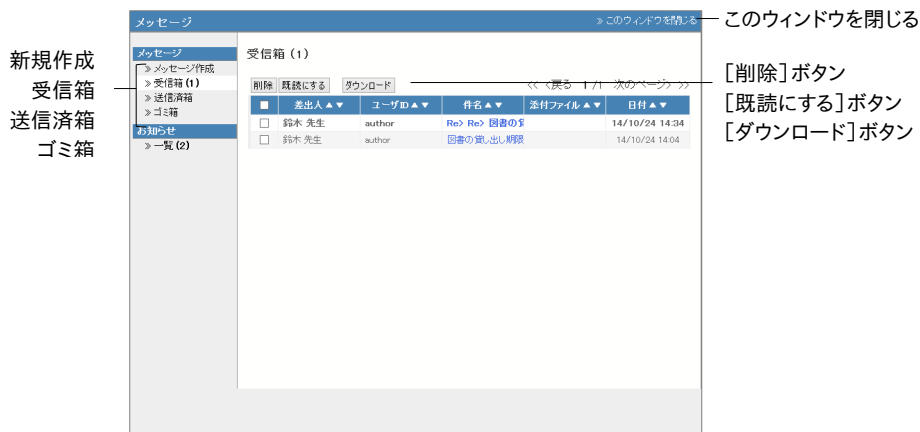 メッセージ
» このウィンドウを閉じる
このウィンドウを閉じる
新規作成
受信箱
送信済箱
ゴミ箱
メッセージ
» メッセージ作成
» 受信箱 (1)
» 送信済箱
» ゴミ箱
お知らせ
» 一覧 (2)
受信箱 (1)
削除 既読にする ダウンロード
<< <戻る 1 /1 次のページ> >>
差出人▲▼ ユーザID▲▼ 件名▲▼ 添付ファイル▲▼ 日付▲▼
鈴木 先生 author Re> Re> 図書の 14/10/24 14:34
鈴木 先生 author 図書の貸し出し期限 14/10/24 14:04
[削除]ボタン
[既読にする]ボタン
[ダウンロード]ボタン